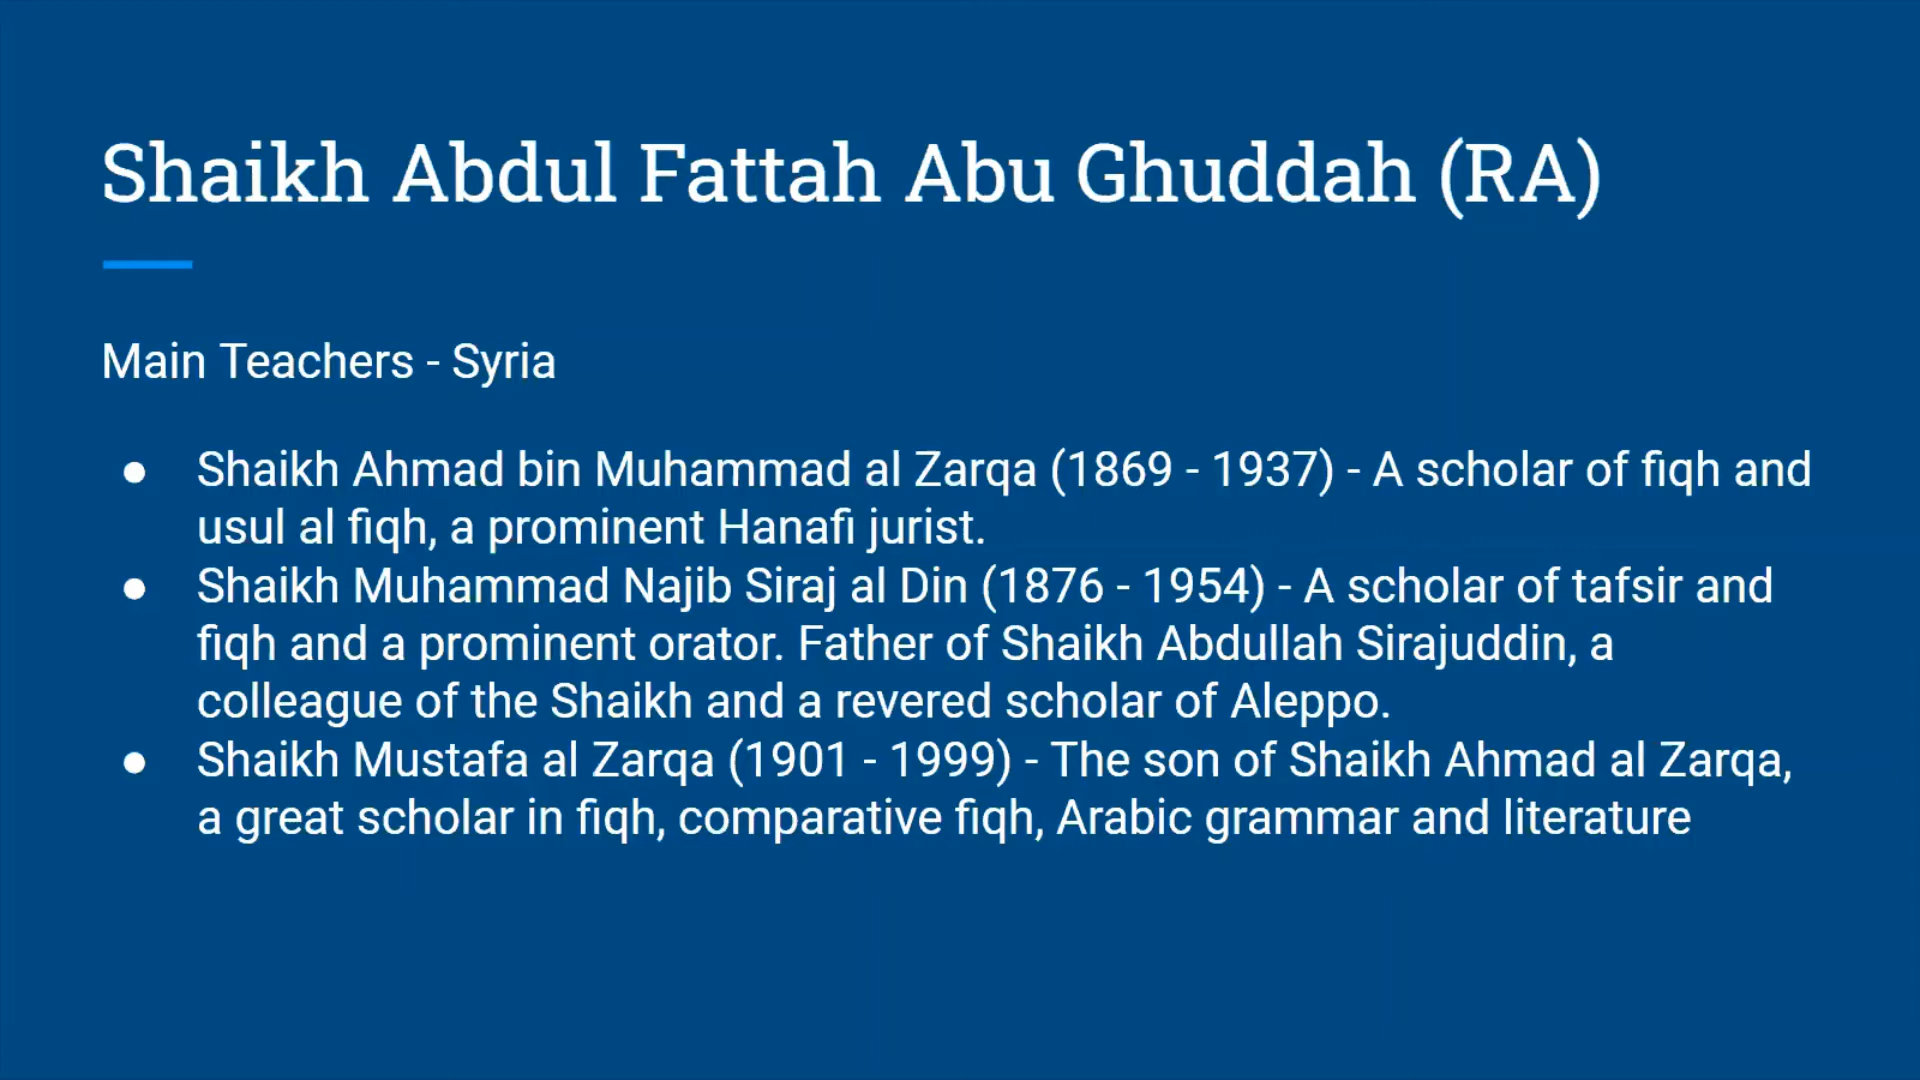 Shaikh Abdul Fattah Abu Ghuddah (RA)
Main Teachers - Syria
● Shaikh Ahmad bin Muhammad al Zarqa (1869 - 1937) - A scholar of fiqh and
usul al fiqh, a prominent Hanafi jurist.
● Shaikh Muhammad Najib Siraj al Din (1876 - 1954) - A scholar of tafsir and
fiqh and a prominent orator. Father of Shaikh Abdullah Sirajuddin, a
colleague of the Shaikh and a revered scholar of Aleppo.
● Shaikh Mustafa al Zarqa (1901 - 1999) - The son of Shaikh Ahmad al Zarqa,
a great scholar in fiqh, comparative fiqh, Arabic grammar and literature